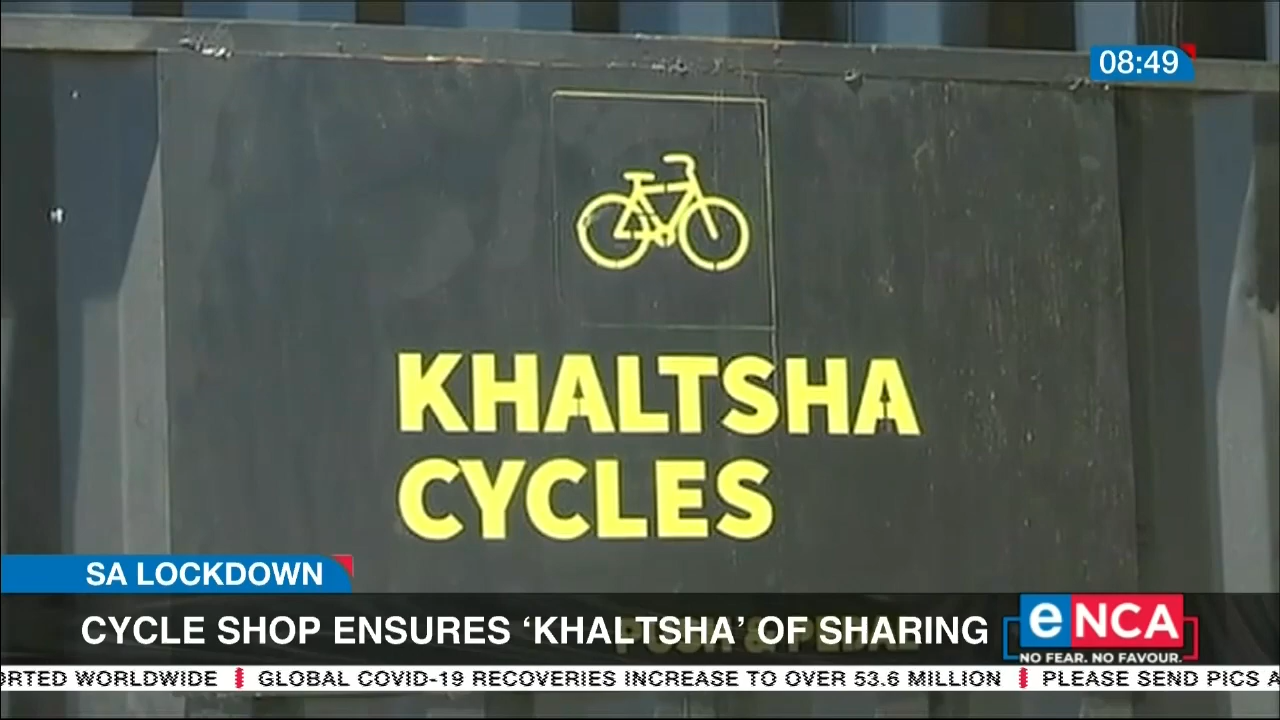 08:49
KHALTSHA
CYCLES
SA LOCKDOWN
CYCLE SHOP ENSURES ‘KHALTSHA’ OF SHARING
eNCA
NO FEAR. NO FAVOUR.
ORTED WORLDWIDE
GLOBAL COVID-19 RECOVERIES INCREASE TO OVER 53.6 MILLION
PLEASE SEND PICS A